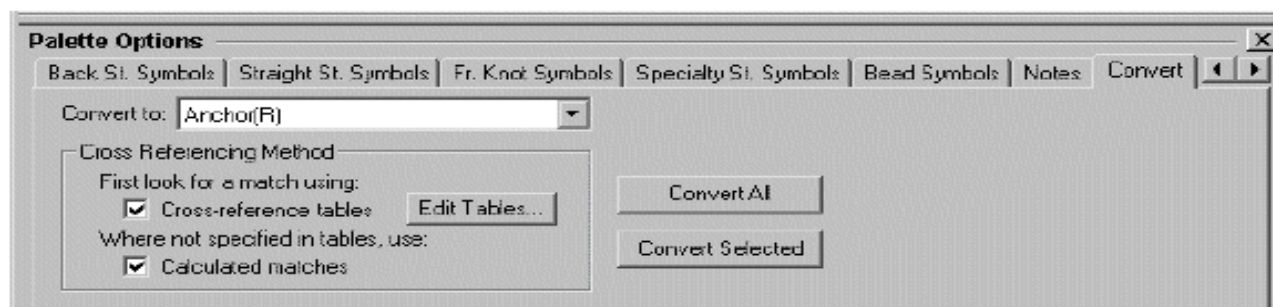 Palette Options
Back St. Symbols Straight St. Symbols Fr. Knot Symbols Specialty St. Symbols Bead Symbols Notes Convert
Convert to: Anchor(R)
Cross Referencing Method
First look for a match using:
Cross-reference tables Edit Tables...
Where not specified in tables, use:
Calculated matches
Convert All
Convert Selected